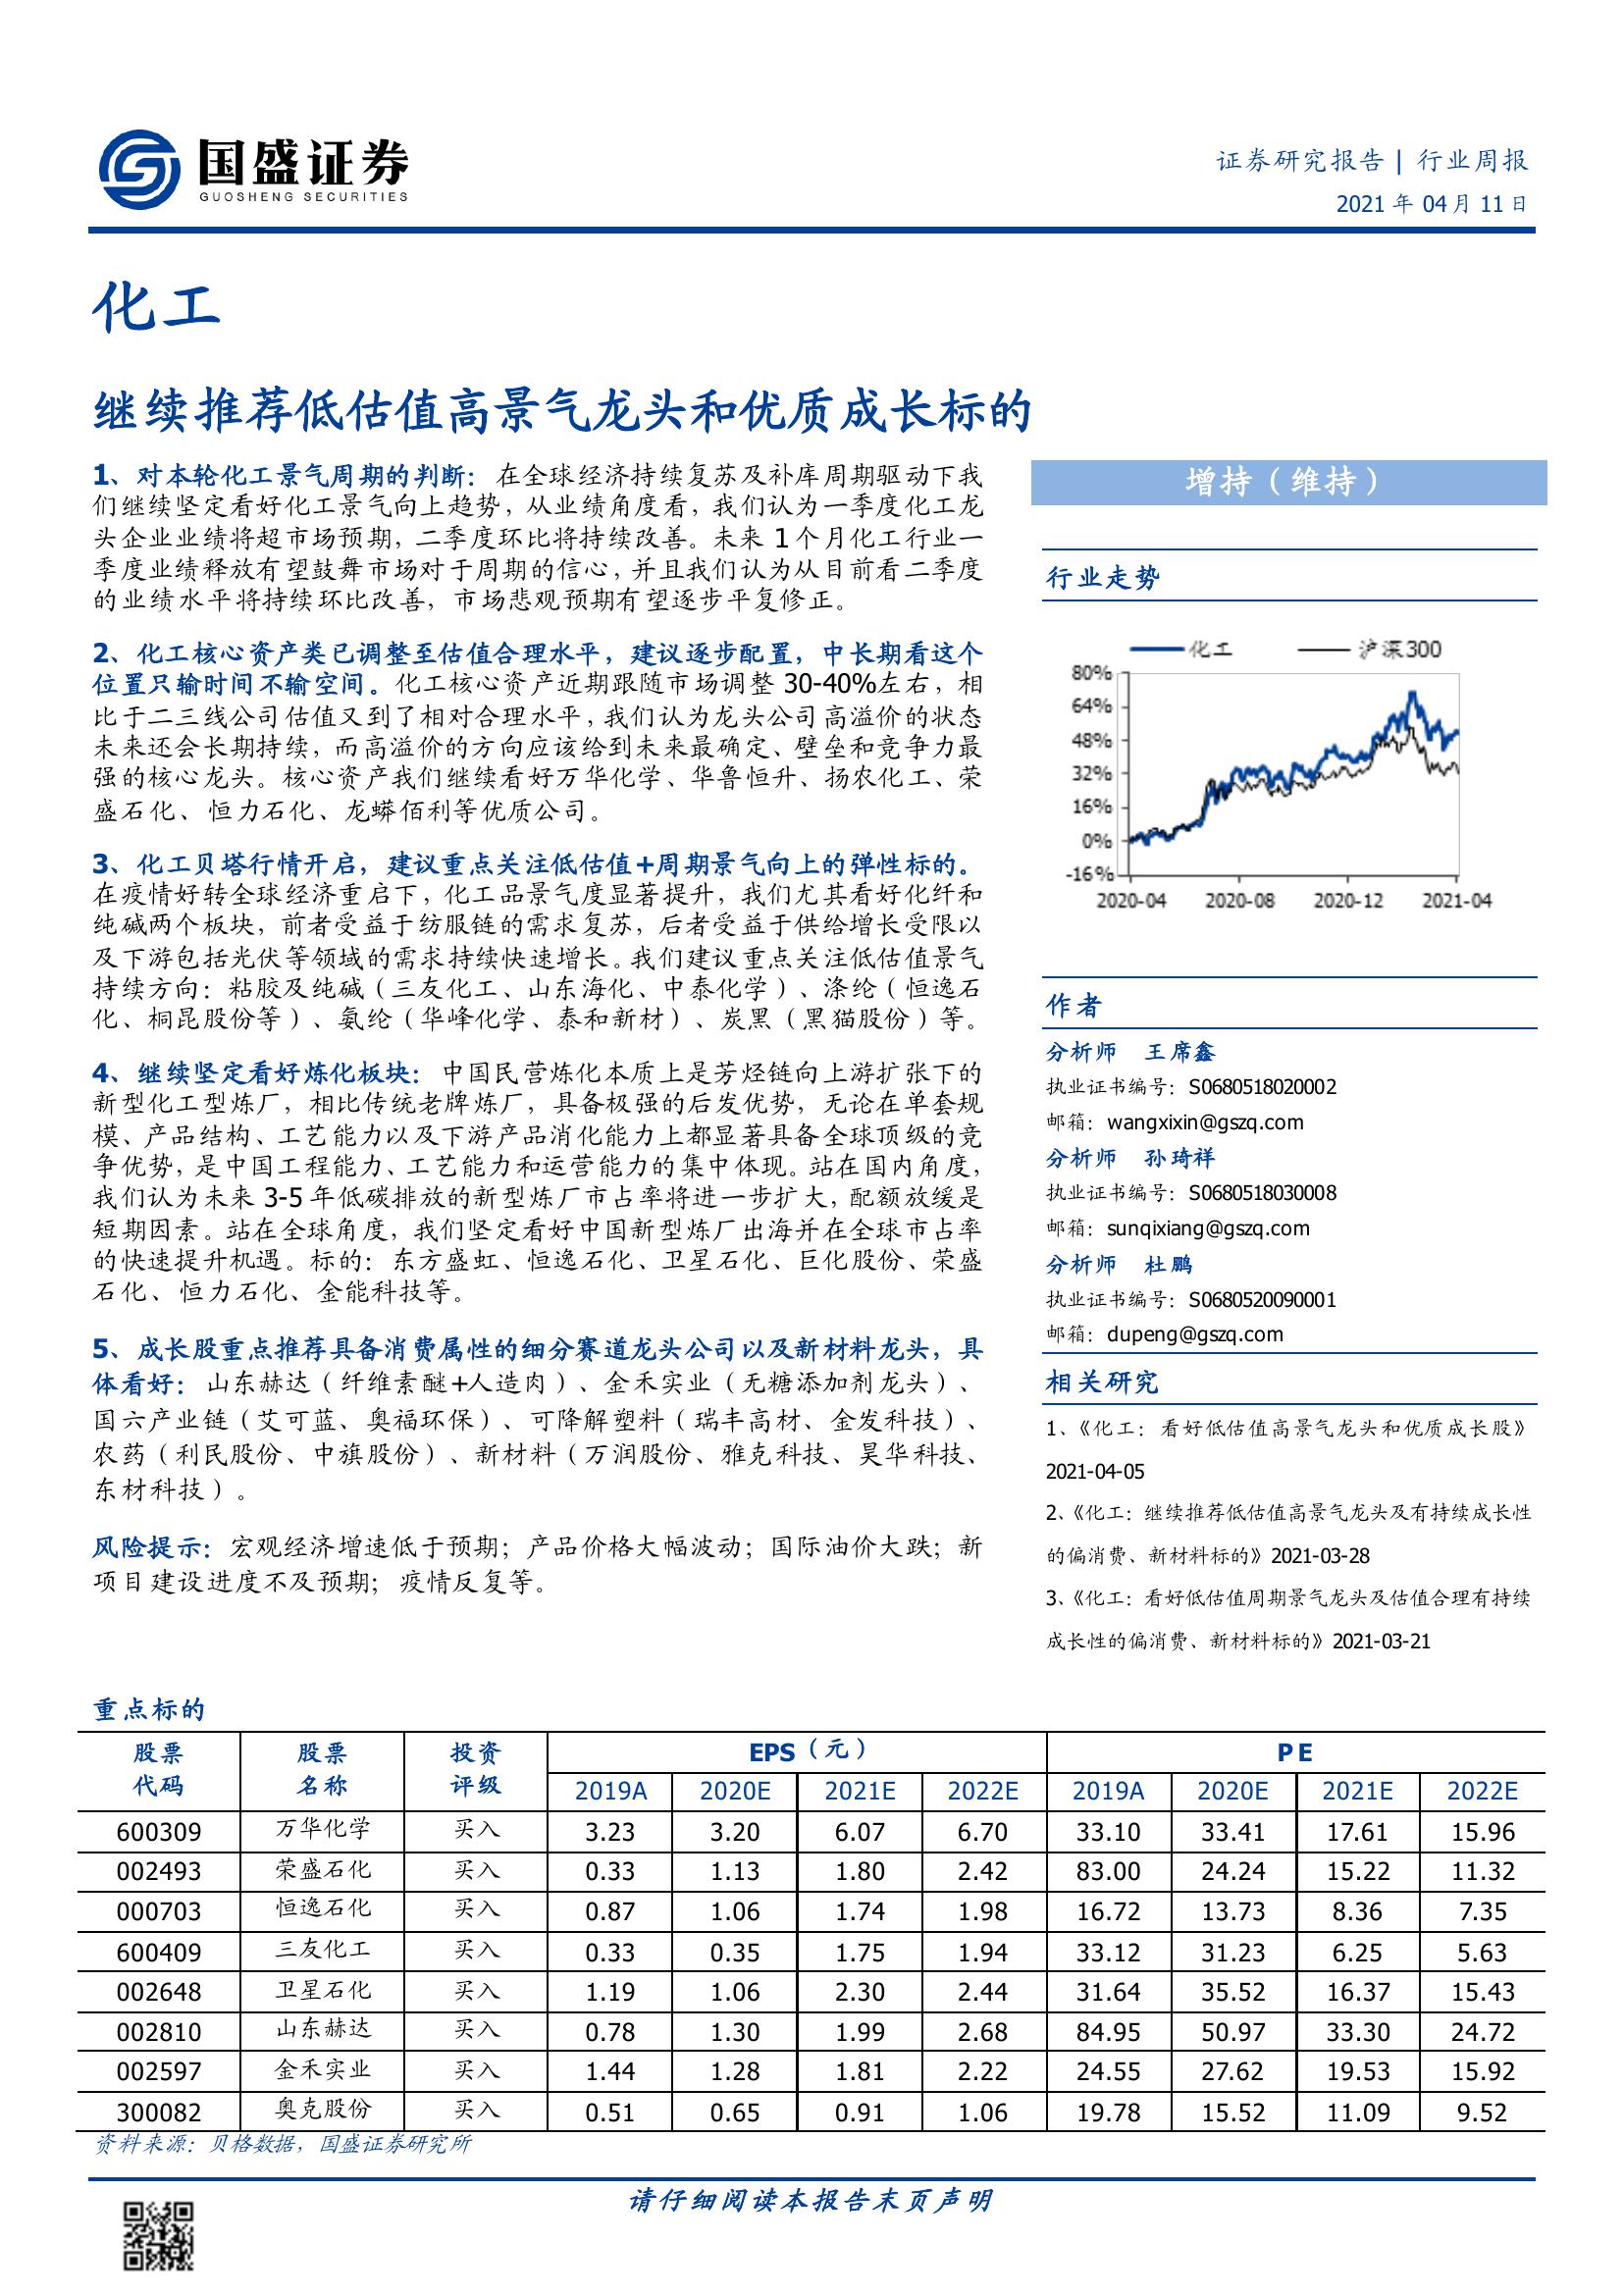 国盛证券
GUOSHENG SECURITIES
证券研究报告 | 行业周报
2021 年 04 月 11 日
化工
继续推荐低估值高景气龙头和优质成长标的
1、对本轮化工景气周期的判断：在全球经济持续复苏及补库周期驱动下我
们继续坚定看好化工景气向上趋势，从业绩角度看，我们认为一季度化工龙
头企业业绩将超市场预期，二季度环比将持续改善。未来 1 个月化工行业一
季度业绩释放有望鼓舞市场对于周期的信心，并且我们认为从目前看二季度
的业绩水平将持续环比改善，市场悲观预期有望逐步平复修正。
2、化工核心资产类已调整至估值合理水平，建议逐步配置，中长期看这个
位置只输时间不输空间。化工核心资产近期跟随市场调整 30-40%左右，相
比于二三线公司估值又到了相对合理水平，我们认为龙头公司高溢价的状态
未来还会长期持续，而高溢价的方向应该给到未来最确定、壁垒和竞争力最
强的核心龙头。核心资产我们继续看好万华化学、华鲁恒升、扬农化工、荣
盛石化、恒力石化、龙蟒佰利等优质公司。
3、化工贝塔行情开启，建议重点关注低估值+周期景气向上的弹性标的。
在疫情好转全球经济重启下，化工品景气度显著提升，我们尤其看好化纤和
纯碱两个板块，前者受益于纺服链的需求复苏，后者受益于供给增长受限以
及下游包括光伏等领域的需求持续快速增长。我们建议重点关注低估值景气
持续方向：粘胶及纯碱（三友化工、山东海化、中泰化学）、涤纶（恒逸石
化、桐昆股份等）、氨纶（华峰化学、泰和新材）、炭黑（黑猫股份）等。
4、继续坚定看好炼化板块：中国民营炼化本质上是芳烃链向上游扩张下的
新型化工型炼厂，相比传统老牌炼厂，具备极强的后发优势，无论在单套规
模、产品结构、工艺能力以及下游产品消化能力上都显著具备全球顶级的竞
争优势，是中国工程能力、工艺能力和运营能力的集中体现。站在国内角度，
我们认为未来 3-5 年低碳排放的新型炼厂市占率将进一步扩大，配额放缓是
短期因素。站在全球角度，我们坚定看好中国新型炼厂出海并在全球市占率
的快速提升机遇。标的：东方盛虹、恒逸石化、卫星石化、巨化股份、荣盛
石化、恒力石化、金能科技等。
5、成长股重点推荐具备消费属性的细分赛道龙头公司以及新材料龙头，具
体看好：山东赫达（纤维素醚+人造肉）、金禾实业（无糖添加剂龙头）、
国六产业链（艾可蓝、奥福环保）、可降解塑料（瑞丰高材、金发科技）、
农药（利民股份、中旗股份）、新材料（万润股份、雅克科技、昊华科技、
东材科技）。
风险提示：宏观经济增速低于预期；产品价格大幅波动；国际油价大跌；新
项目建设进度不及预期；疫情反复等。
增持（维持）
行业走势
化工 沪深300
80%
64%
48%
32%
16%
0%
-16%
2020-04 2020-08 2020-12 2021-04
作者
分析师 王席鑫
执业证书编号：S0680518020002
邮箱：wangxixin@gszq.com
分析师 孙琦祥
执业证书编号：S0680518030008
邮箱：sunqixiang@gszq.com
分析师 杜鹏
执业证书编号：S0680520090001
邮箱：dupeng@gszq.com
相关研究
1、《化工：看好低估值高景气龙头和优质成长股》
2021-04-05
2、《化工：继续推荐低估值高景气龙头及有持续成长性
的偏消费、新材料标的》2021-03-28
3、《化工：看好低估值周期景气龙头及估值合理有持续
成长性的偏消费、新材料标的》2021-03-21
重点标的
股票 股票 投资 EPS（元） P E
代码 名称 评级 2019A 2020E 2021E 2022E 2019A 2020E 2021E 2022E
600309 万华化学 买入 3.23 3.20 6.07 6.70 33.10 33.41 17.61 15.96
002493 荣盛石化 买入 0.33 1.13 1.80 2.42 83.00 24.24 15.22 11.32
000703 恒逸石化 买入 0.87 1.06 1.74 1.98 16.72 13.73 8.36 7.35
600409 三友化工 买入 0.33 0.35 1.75 1.94 33.12 31.23 6.25 5.63
002648 卫星石化 买入 1.19 1.06 2.30 2.44 31.64 35.52 16.37 15.43
002810 山东赫达 买入 0.78 1.30 1.99 2.68 84.95 50.97 33.30 24.72
002597 金禾实业 买入 1.44 1.28 1.81 2.22 24.55 27.62 19.53 15.92
300082 奥克股份 买入 0.51 0.65 0.91 1.06 19.78 15.52 11.09 9.52
资料来源：贝格数据，国盛证券研究所
请仔细阅读本报告末页声明